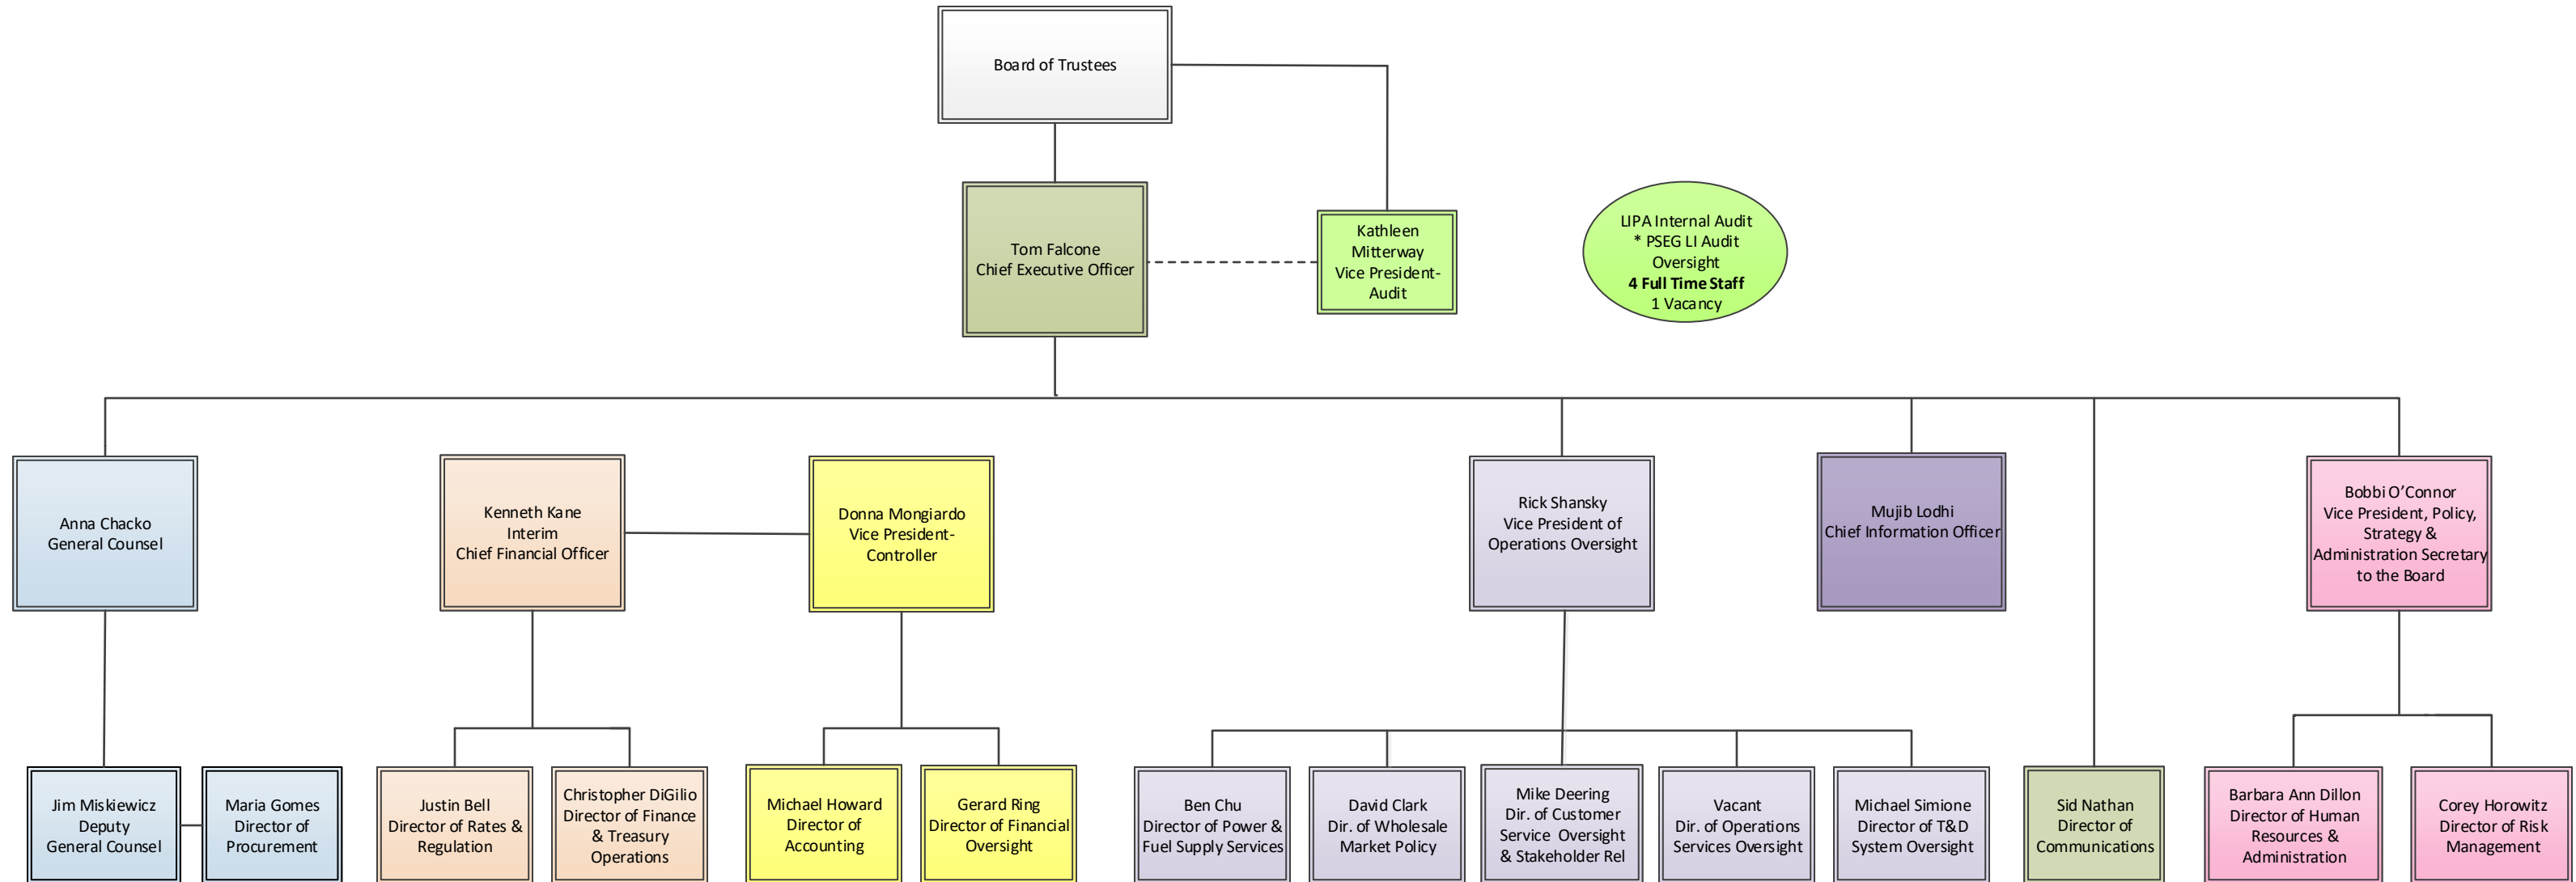 Board of Trustees
Tom Falcone
Chief Executive Officer
Kathleen
Mitterway
Vice President-
Audit
LIPA Internal Audit
* PSEG LI Audit
Oversight
4 Full Time Staff
1 Vacancy
Anna Chacko
General Counsel
Kenneth Kane
Interim
Chief Financial Officer
Donna Mongiardo
Vice President-
Controller
Rick Shansky
Vice President of
Operations Oversight
Mujib Lodhi
Chief Information Officer
Bobbi O’Connor
Vice President, Policy,
Strategy &
Administration Secretary
to the Board
Jim Miskiewicz
Deputy
General Counsel
Maria Gomes
Director of
Procurement
Justin Bell
Director of Rates &
Regulation
Christopher DiGilio
Director of Finance
& Treasury
Operations
Michael Howard
Director of
Accounting
Gerard Ring
Director of Financial
Oversight
Ben Chu
Director of Power &
Fuel Supply Services
David Clark
Dir. of Wholesale
Market Policy
Mike Deering
Dir. of Customer
Service Oversight
& Stakeholder Rel
Vacant
Dir. of Operations
Services Oversight
Michael Simione
Director of T&D
System Oversight
Sid Nathan
Director of
Communications
Barbara Ann Dillon
Director of Human
Resources &
Administration
Corey Horowitz
Director of Risk
Management